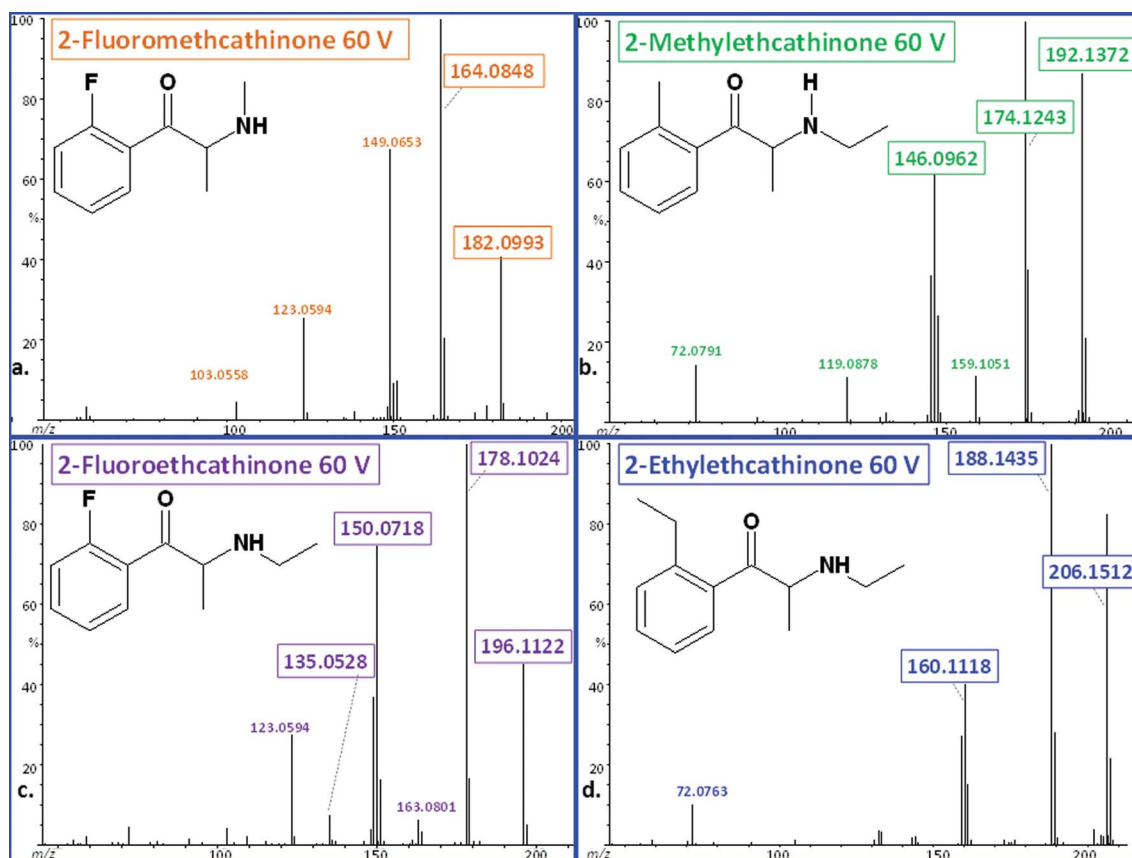 2-Fluoromethcathinone 60 V
100
80
60
%
40
20
F
O
NH
164.0848
149.0653
182.0993
123.0594
103.0558
a.
m/z
100
150
200
2-Methylethcathinone 60 V
100
80
60
%
40
20
O
H
N
192.1372
174.1243
146.0962
72.0791
119.0878
159.1051
b.
m/z
100
150
200
2-Fluoroethcathinone 60 V
100
80
60
%
40
20
F
O
NH
178.1024
150.0718
196.1122
135.0528
123.0594
163.0801
c.
m/z
100
150
200
2-Ethylethcathinone 60 V
100
80
60
%
40
20
O
NH
188.1435
206.1512
160.1118
72.0763
d.
m/z
100
150
200